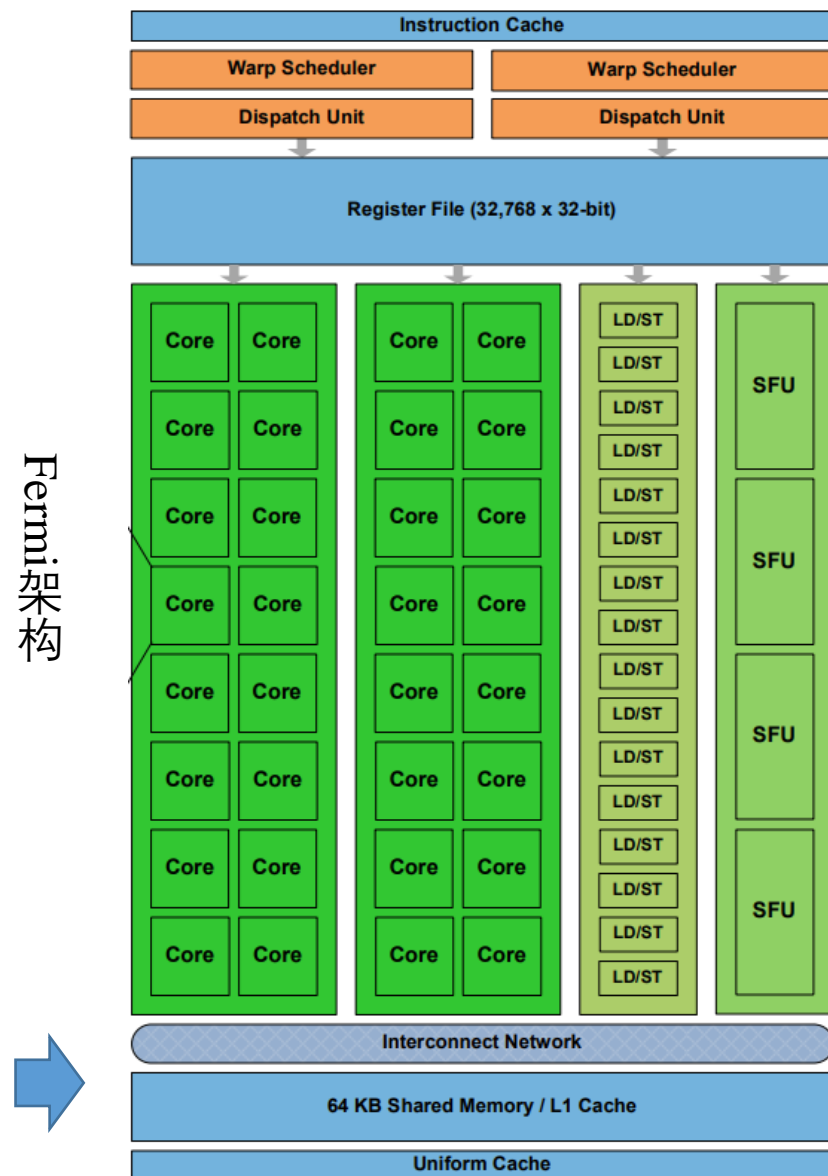 Instruction Cache
Warp Scheduler
Warp Scheduler
Dispatch Unit
Dispatch Unit
Register File (32,768 x 32-bit)
Core Core Core Core LD/ST SFU
LD/ST
Core Core Core Core LD/ST
LD/ST
Core Core Core Core LD/ST SFU
LD/ST
Core Core Core Core LD/ST
LD/ST
Core Core Core Core LD/ST SFU
LD/ST
Core Core Core Core LD/ST
LD/ST
Core Core Core Core LD/ST SFU
LD/ST
Core Core Core Core LD/ST
LD/ST
Interconnect Network
64 KB Shared Memory / L1 Cache
Uniform Cache
Fermi架构